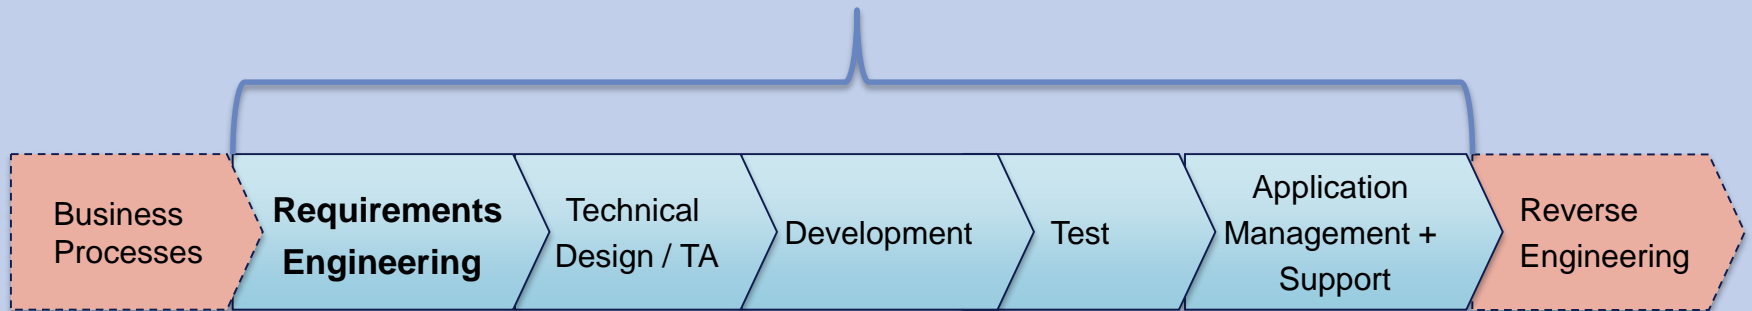 Business
Processes
Requirements
Engineering
Technical
Design / TA
Development
Test
Application
Management +
Support
Reverse
Engineering